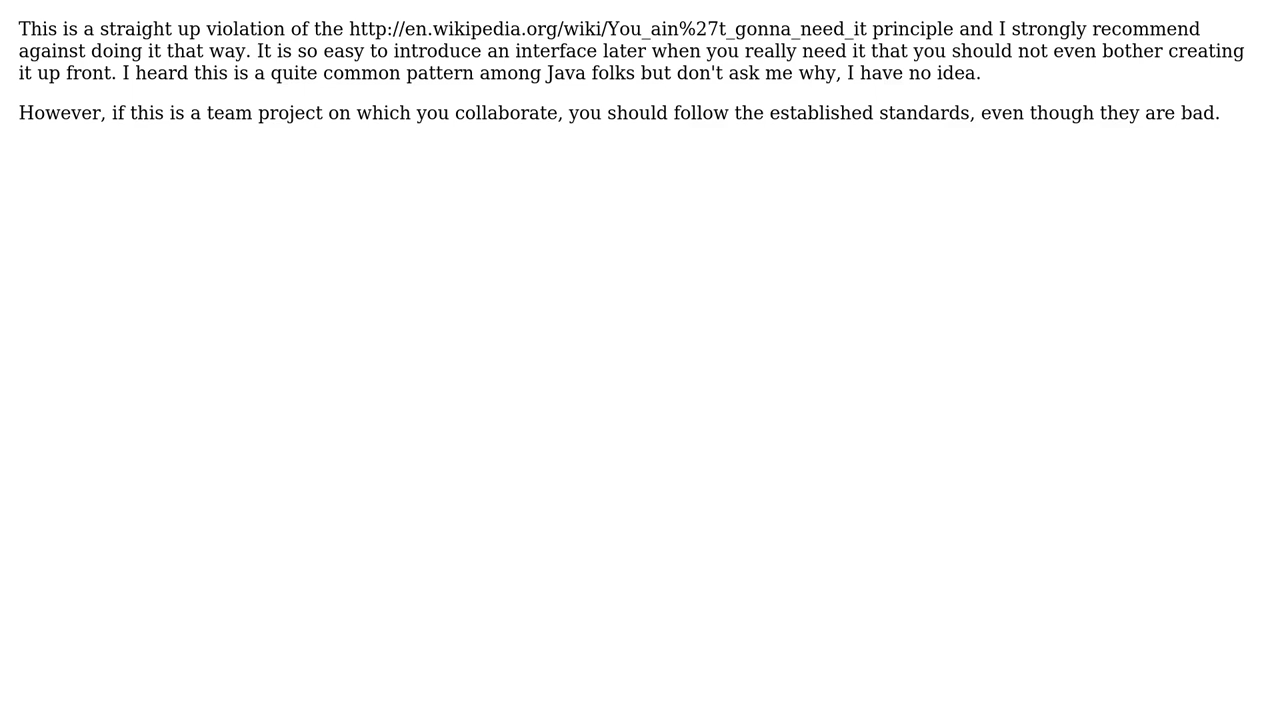 This is a straight up violation of the http://en.wikipedia.org/wiki/You_ain%27t_gonna_need_it principle and I strongly recommend
against doing it that way. It is so easy to introduce an interface later when you really need it that you should not even bother creating
it up front. I heard this is a quite common pattern among Java folks but don't ask me why, I have no idea.
However, if this is a team project on which you collaborate, you should follow the established standards, even though they are bad.